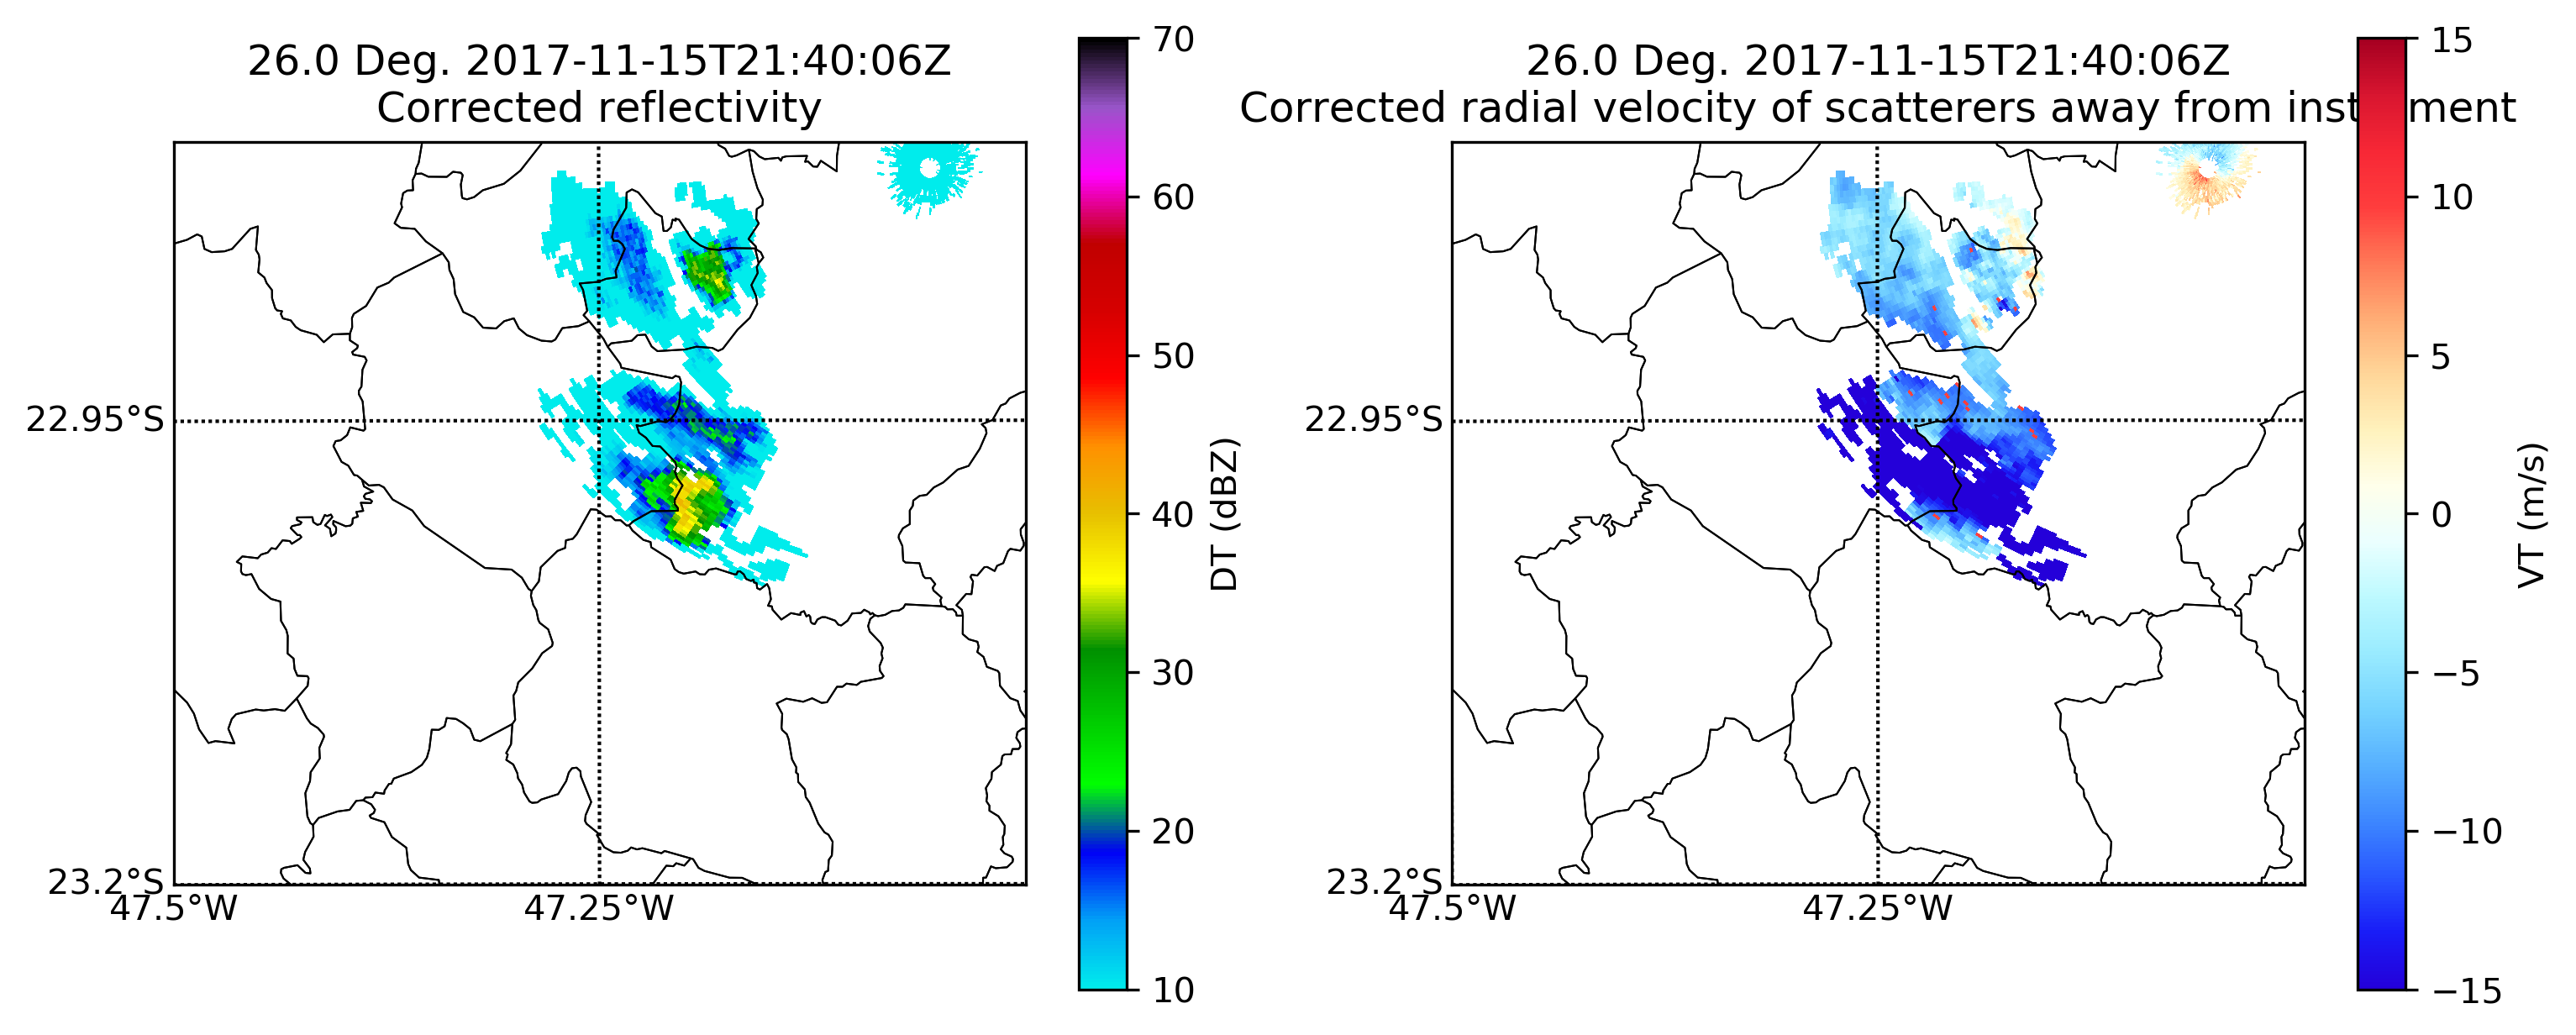 26.0 Deg. 2017-11-15T21:40:06Z
Corrected reflectivity
22.95°S
23.2°S
47.5°W
47.25°W
70
60
50
40
30
20
10
DT (dBZ)
26.0 Deg. 2017-11-15T21:40:06Z
Corrected radial velocity of scatterers away from inst ment
22.95°S
23.2°S
47.5°W
47.25°W
15
10
5
0
−5
−10
−15
VT (m/s)